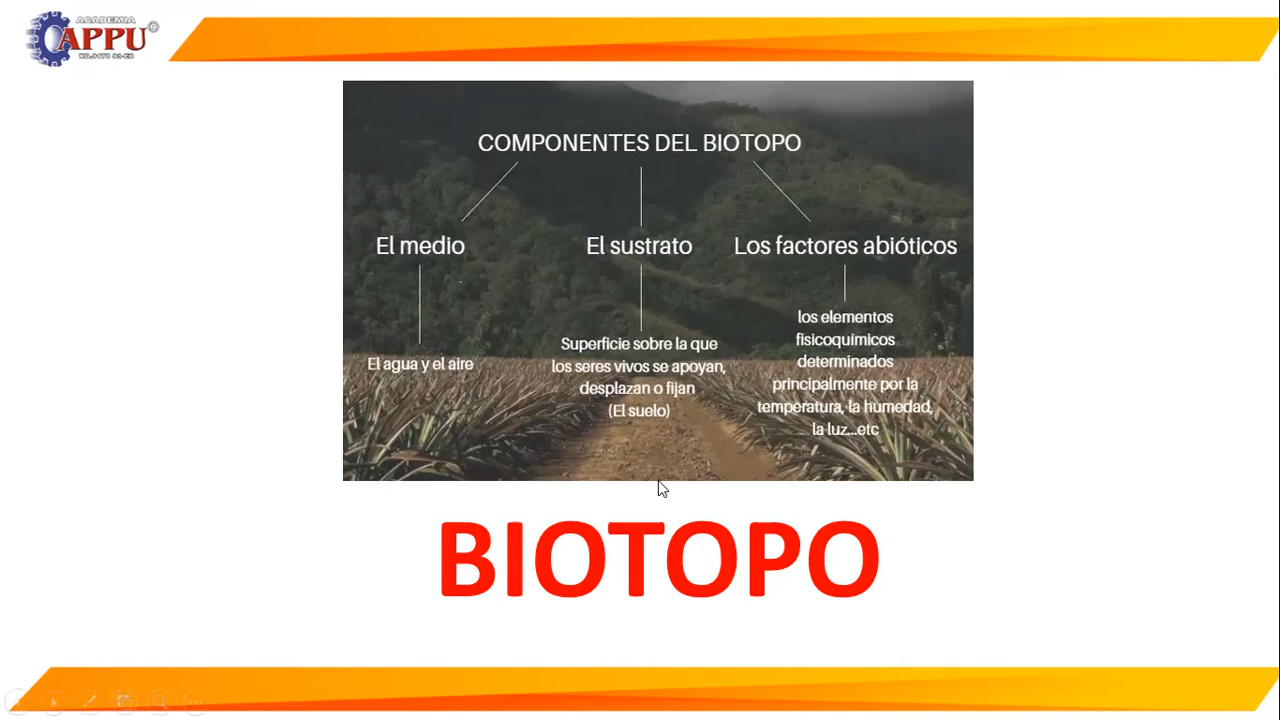 ACADEMIA
APPU
COMPONENTES DEL BIOTOPO
El medio
El sustrato
Los factores abióticos
El agua y el aire
Superficie sobre la que
los seres vivos se apoyan,
desplazan o fijan
(El suelo)
los elementos
fisicoquímicos
determinados
principalmente por la
temperatura, la humedad,
la luz...etc
BIOTOPO